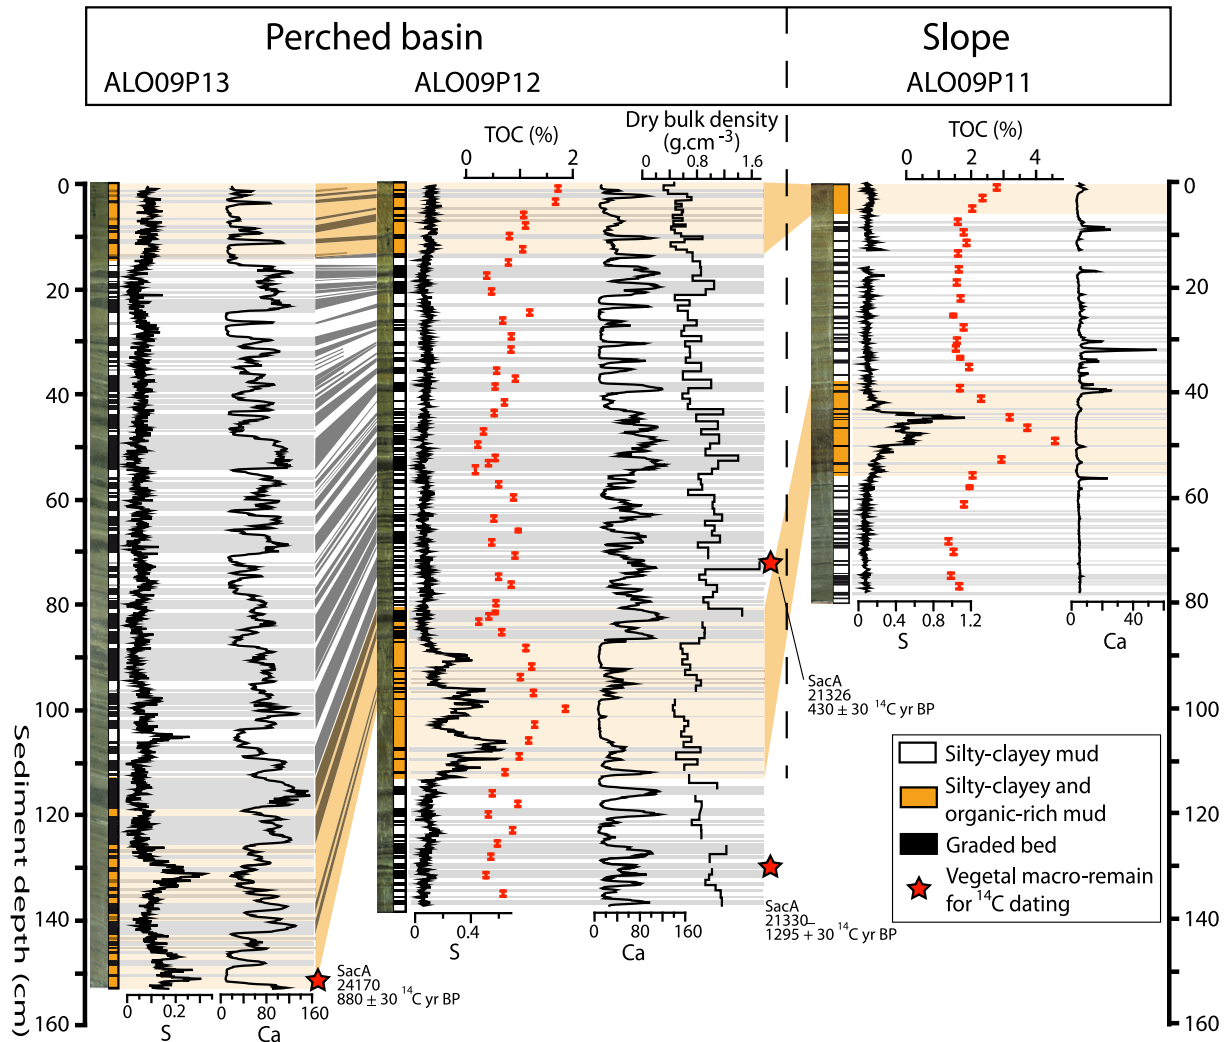 Perched basin
Slope
ALO09P13
ALO09P12
ALO09P11
TOC (%)
0 1 2
Dry bulk density
(g.cm-3)
0 0.8 1.6
TOC (%)
0 2 4
0
20
40
60
80
100
120
140
160
Sediment depth (cm)
0
20
40
60
80
100
120
140
160
0 0.2
S
0 80 160
Ca
0 0.4
S
0 80 160
Ca
0 0.4 0.8 1.2
S
0 40
Ca
SacA
21326
430 ± 30 14C yr BP
SacA
21330
1295 + 30 14C yr BP
SacA
24170
880 ± 30 14C yr BP
Silty-clayey mud
Silty-clayey and
organic-rich mud
Graded bed
Vegetal macro-remain
for 14C dating